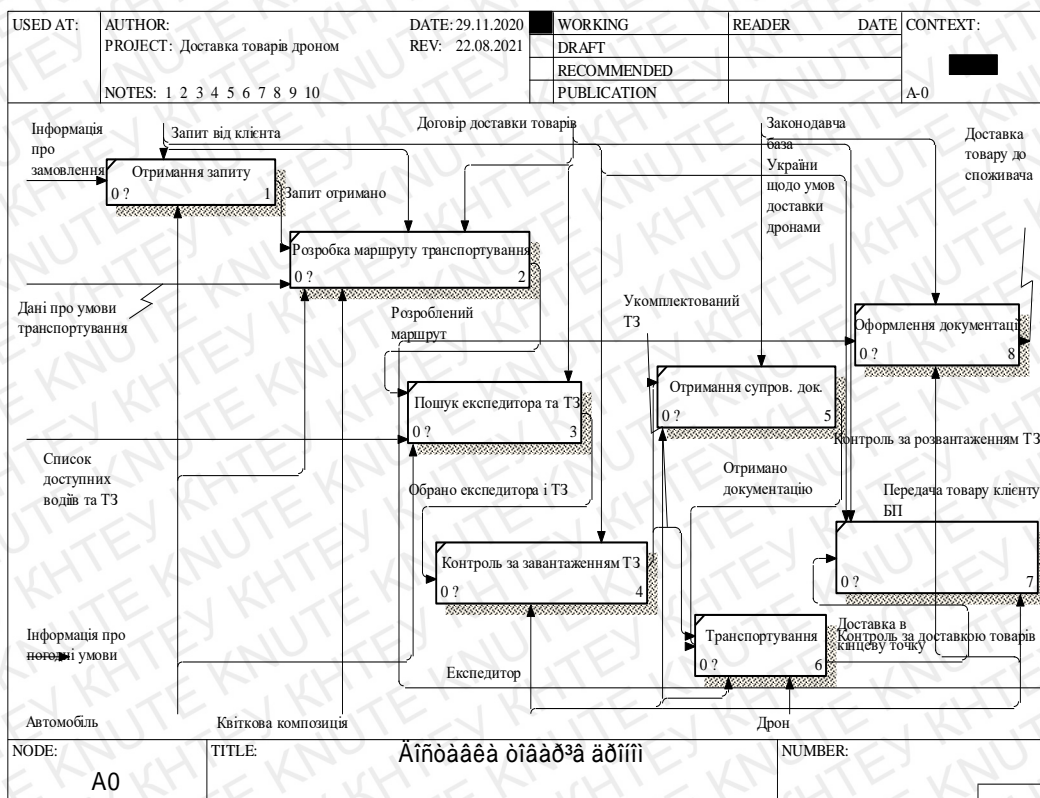 USED AT:
AUTHOR:
DATE: 29.11.2020
WORKING
READER
DATE
CONTEXT:
PROJECT: Доставка товарів дроном
REV: 22.08.2021
DRAFT
RECOMMENDED
NOTES: 1 2 3 4 5 6 7 8 9 10
PUBLICATION
A-0
Інформація
про
замовлення
Запит від клієнта
Договір доставки товарів
Законодавча
база
України
щодо умов
доставки
дронами
Доставка
товару до
споживача
Отримання запиту
0 ?
1
Запит отримано
Розробка маршруту транспортування
0 ?
2
Дані про умови
транспортування
Розроблений
маршрут
Укомплектований
ТЗ
Оформлення документації
0 ?
8
Пошук експедитора та ТЗ
0 ?
3
Отримання супров. док.
0 ?
5
Контроль за розвантаженням ТЗ
Список
доступних
водіїв та ТЗ
Обрано експедитора і ТЗ
Отримано
документацію
Передача товару клієнту
БП
Контроль за завантаженням ТЗ
0 ?
4
0 ?
7
Інформація про
погодні умови
Транспортування
0 ?
6
Доставка в
кінцеву точку
Контроль за доставкою товарів
Експедитор
Автомобіль
Квіткова композиція
Дрон
NODE:
A0
TITLE:
Äîñòàâêà òîâàð³â äðîíîì
NUMBER:
KNUTE KHTEY